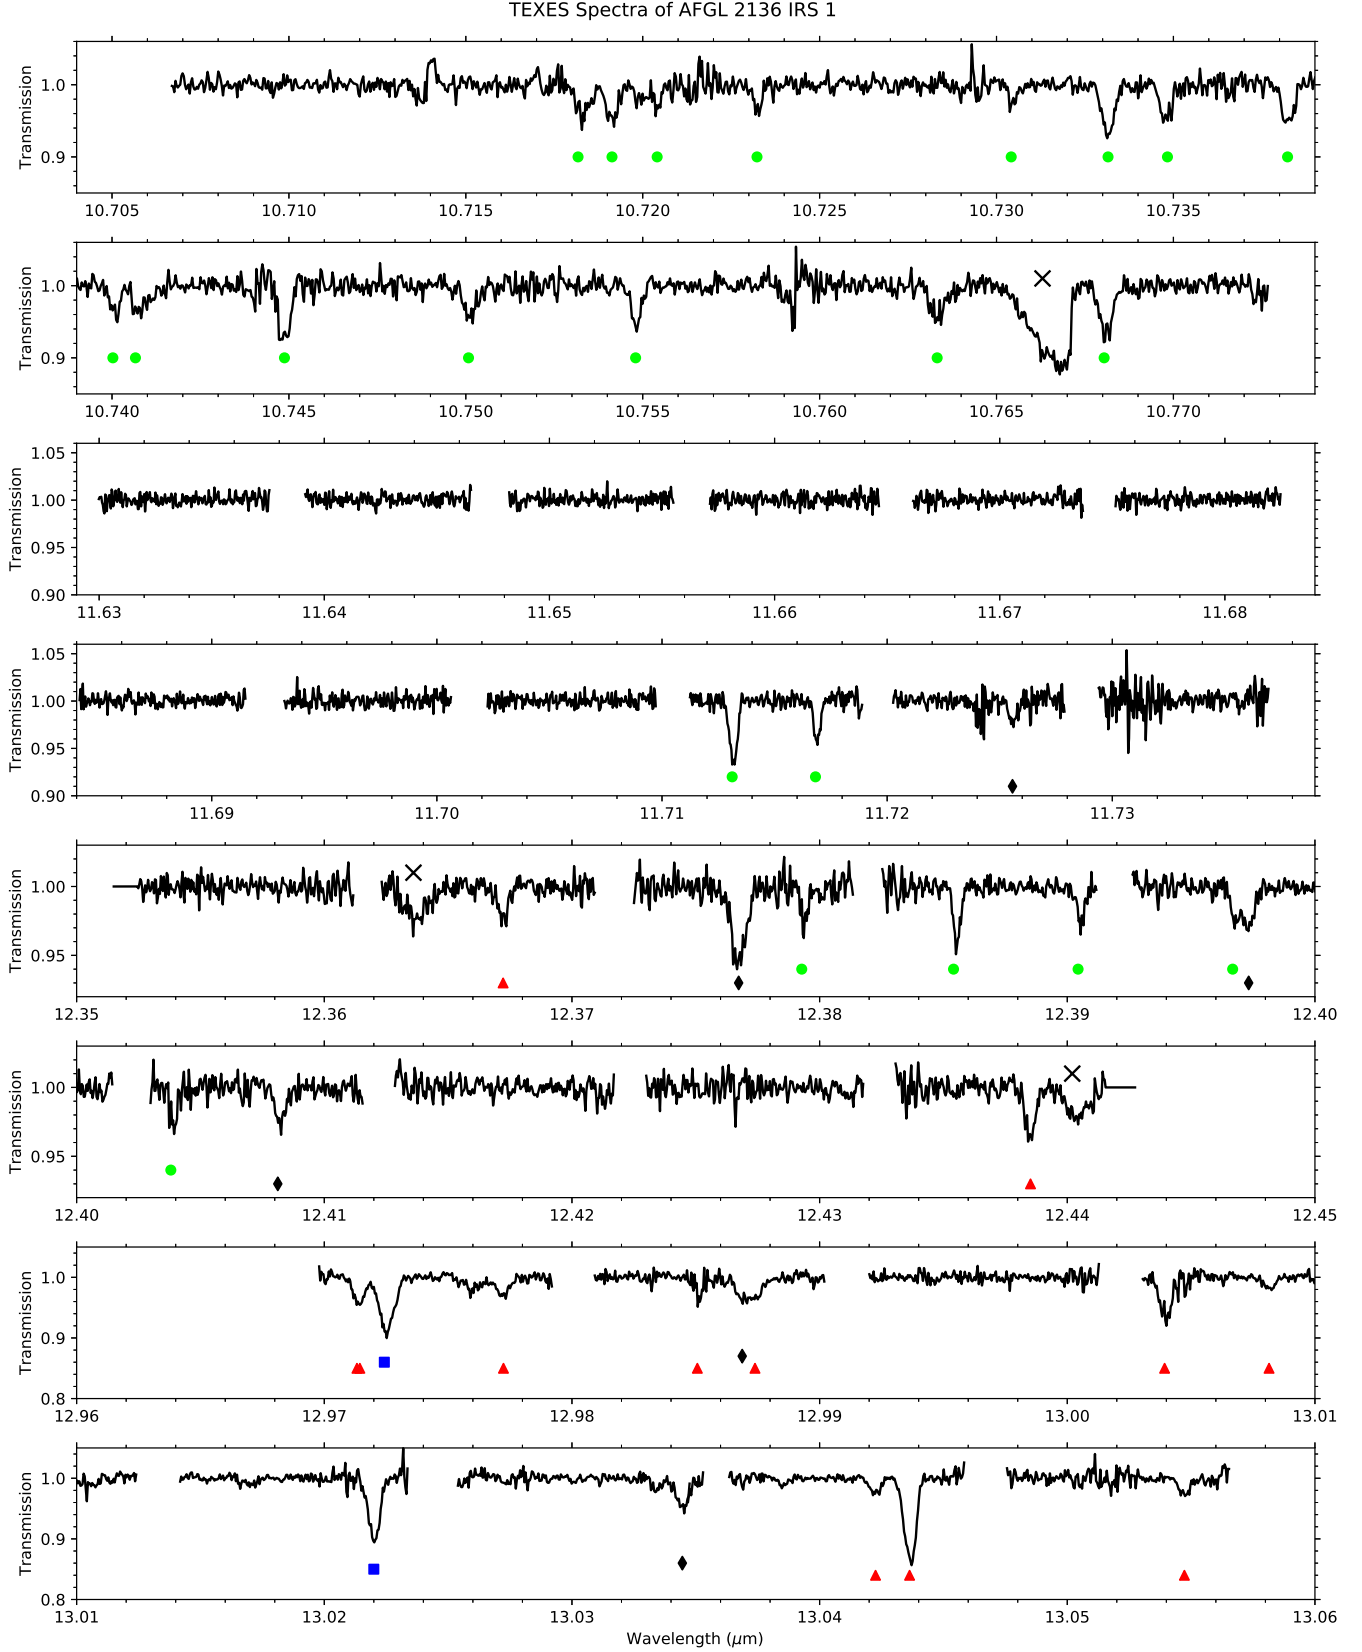 TEXES Spectra of AFGL 2136 IRS 1
Transmission
1.0
0.9
10.705 10.710 10.715 10.720 10.725 10.730 10.735
Transmission
1.0
0.9
10.740 10.745 10.750 10.755 10.760 10.765 10.770
Transmission
1.05
1.00
0.95
0.90
11.63 11.64 11.65 11.66 11.67 11.68
Transmission
1.05
1.00
0.95
0.90
11.69 11.70 11.71 11.72 11.73
Transmission
1.00
0.95
12.35 12.36 12.37 12.38 12.39 12.40
Transmission
1.00
0.95
12.40 12.41 12.42 12.43 12.44 12.45
Transmission
1.0
0.9
0.8
12.96 12.97 12.98 12.99 13.00 13.01
Transmission
1.0
0.9
0.8
13.01 13.02 13.03 13.04 13.05 13.06
Wavelength (μm)